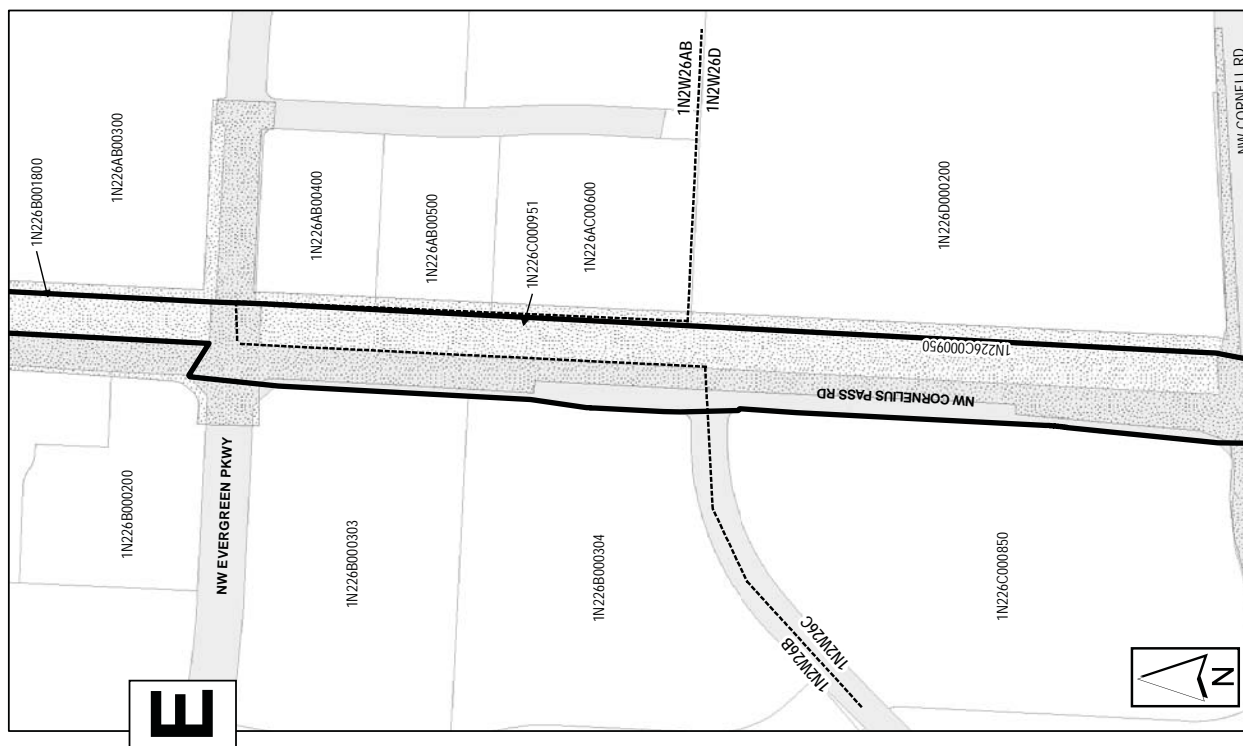 1N2W26AB
1N2W26D
NW CORNELL RD
1N226AB00300
1N226B001800
1N226AB00400
1N226AB00500
1N226C000951
1N226AC00600
1N226D000200
1N226C000950
NW CORNELIUS PASS RD
1N226B000200
NW EVERGREEN PKWY
1N226B000303
1N226B000304
1N226C000850
1N2W26B
1N2W26C
E
N